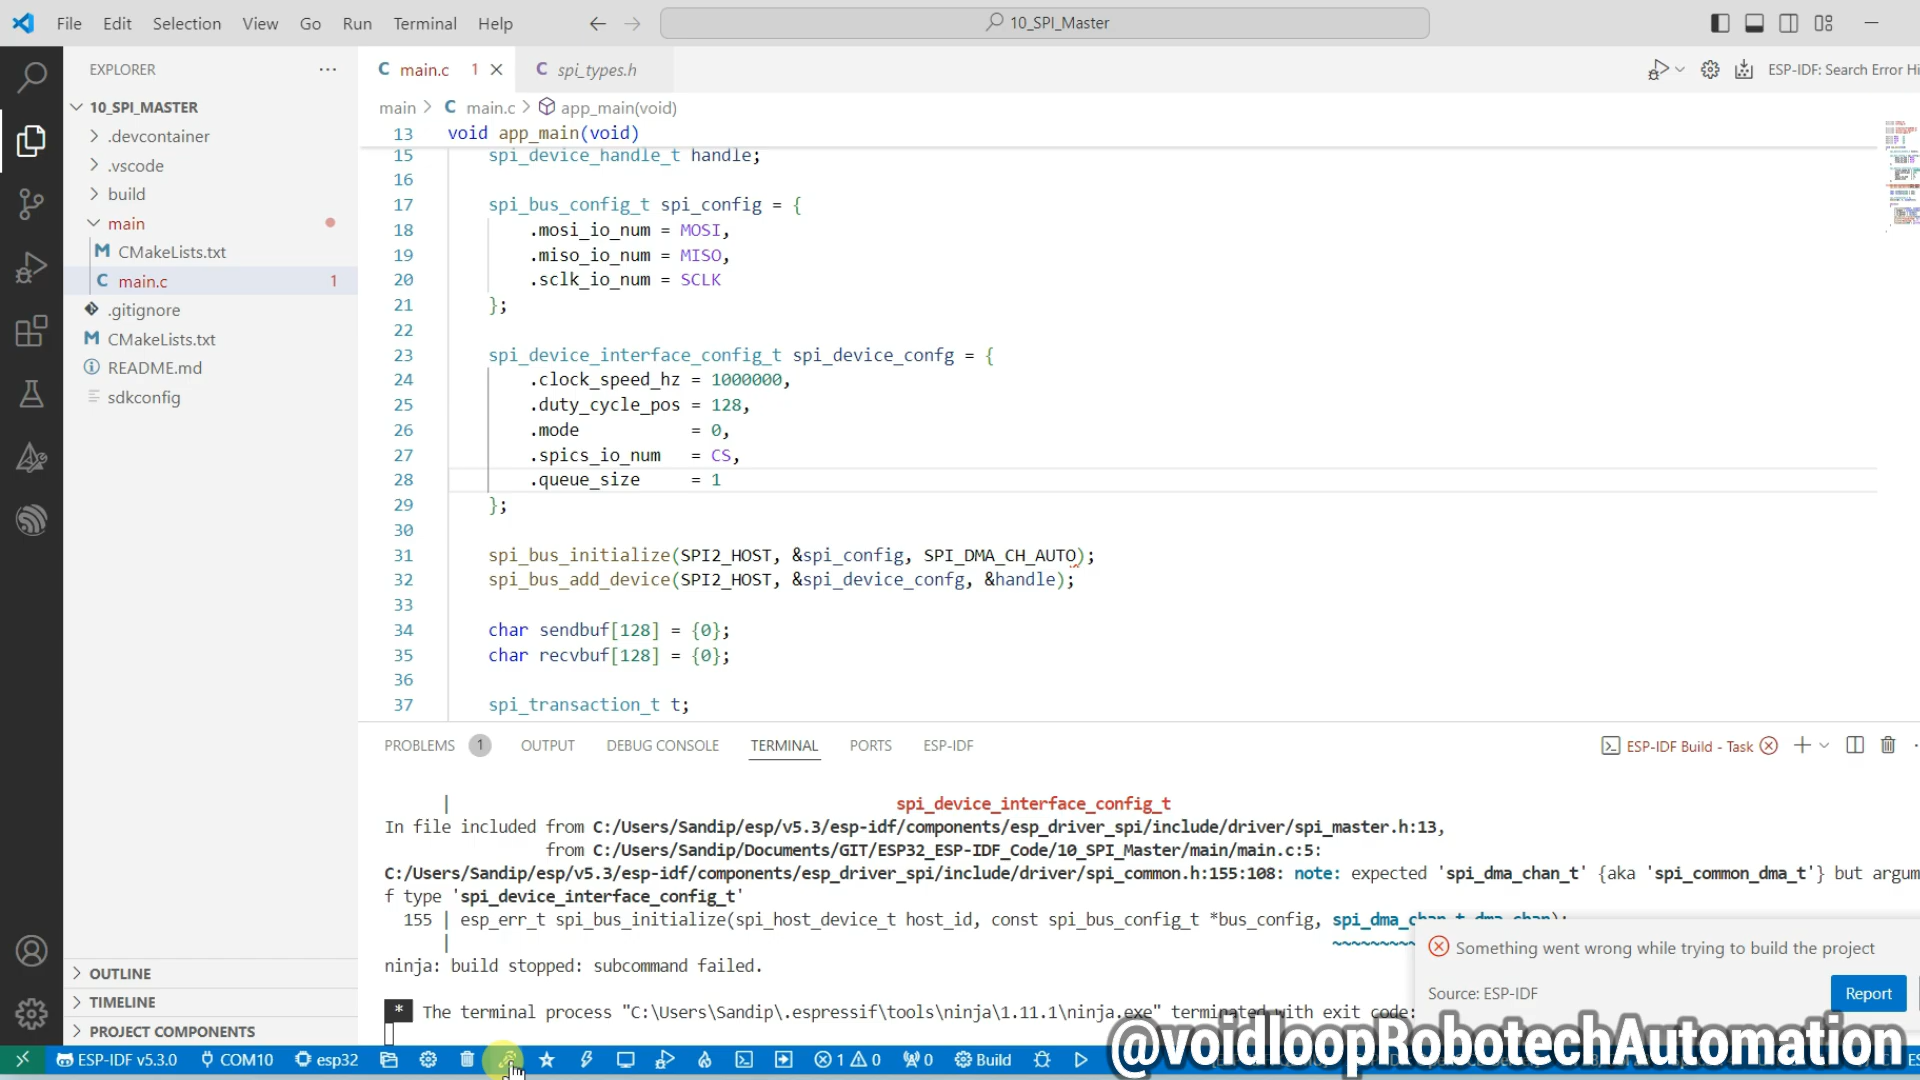 File Edit Selection View Go Run Terminal Help
10_SPI_Master
EXPLORER
10_SPI_MASTER
.devcontainer
.vscode
build
main
CMakeLists.txt
main.c 1
.gitignore
CMakeLists.txt
README.md
sdkconfig
OUTLINE
TIMELINE
PROJECT COMPONENTS
main.c 1
spi_types.h
ESP-IDF: Search Error Hi
main > main.c > app_main(void)
13 void app_main(void)
15 spi_device_handle_t handle;
16
17 spi_bus_config_t spi_config = {
18 .mosi_io_num = MOSI,
19 .miso_io_num = MISO,
20 .sclk_io_num = SCLK
21 };
22
23 spi_device_interface_config_t spi_device_confg = {
24 .clock_speed_hz = 1000000,
25 .duty_cycle_pos = 128,
26 .mode = 0,
27 .spics_io_num = CS,
28 .queue_size = 1
29 };
30
31 spi_bus_initialize(SPI2_HOST, &spi_config, SPI_DMA_CH_AUTO);
32 spi_bus_add_device(SPI2_HOST, &spi_device_confg, &handle);
33
34 char sendbuf[128] = {0};
35 char recvbuf[128] = {0};
36
37 spi_transaction_t t;
PROBLEMS 1 OUTPUT DEBUG CONSOLE TERMINAL PORTS ESP-IDF
ESP-IDF Build - Task
| spi_device_interface_config_t
In file included from C:/Users/Sandip/esp/v5.3/esp-idf/components/esp_driver_spi/include/driver/spi_master.h:13,
from C:/Users/Sandip/Documents/GIT/ESP32_ESP-IDF_Code/10_SPI_Master/main/main.c:5:
C:/Users/Sandip/esp/v5.3/esp-idf/components/esp_driver_spi/include/driver/spi_common.h:155:108: note: expected 'spi_dma_chan_t' {aka 'spi_common_dma_t'} but argum
f type 'spi_device_interface_config_t'
155 | esp_err_t spi_bus_initialize(spi_host_device_t host_id, const spi_bus_config_t *bus_config, spi_dma_chan_t dma_chan);
| ~~~~~~~~~
ninja: build stopped: subcommand failed.
* The terminal process "C:\Users\Sandip\.espressif\tools\ninja\1.11.1\ninja.exe" terminated with exit code:
Something went wrong while trying to build the project
Source: ESP-IDF
Report
@voidloopRobotechAutomation
ESP-IDF v5.3.0 COM10 esp32 1 0 0 Build